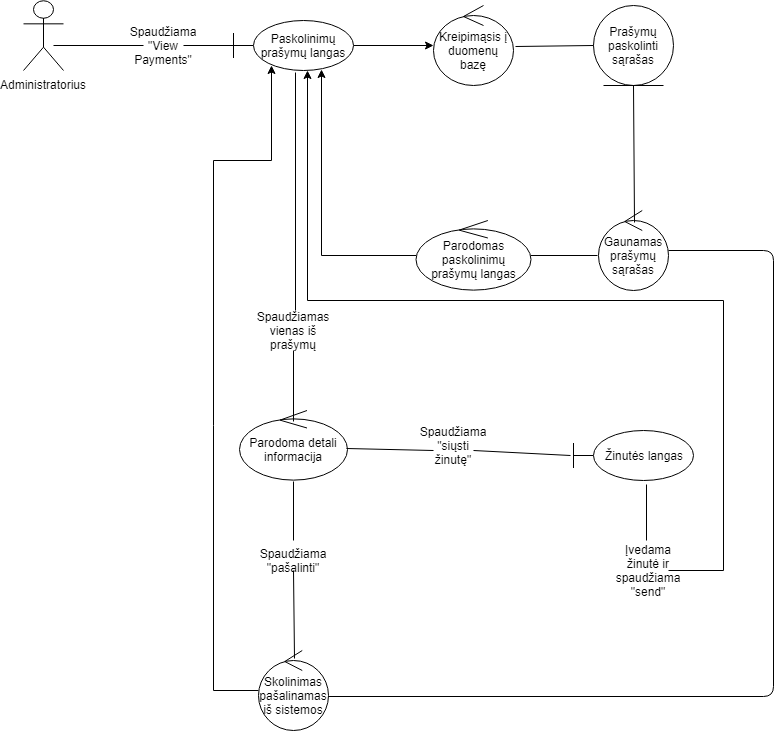 Administratorius
Spaudžiama
"View
Payments"
Paskolinimų
prašymų langas
Kreipimąsis į
duomenų
bazę
Prašymų
paskolinti
sąrašas
Parodomas
paskolinimų
prašymų langas
Gaunamas
prašymų
sąrašas
Spaudžiamas
vienas iš
prašymų
Parodoma detali
informacija
Spaudžiama
"siųsti
žinutę"
Žinutės langas
Spaudžiama
"pašalinti"
Įvedama
žinutė ir
spaudžiama
"send"
Skolinimas
pašalinamas
iš sistemos